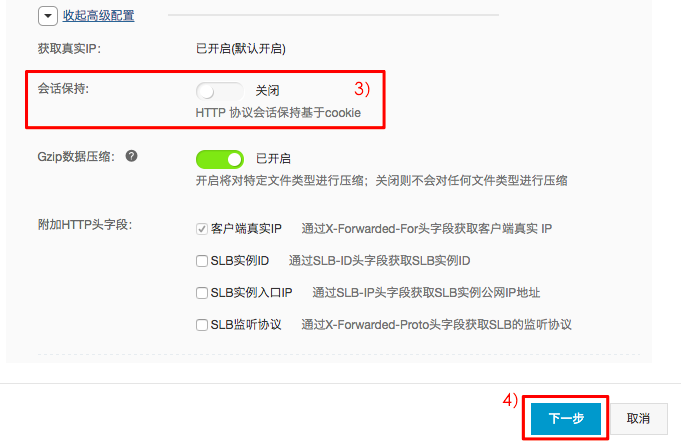 收起高级配置
获取真实IP： 已开启(默认开启)
会话保持： 关闭 3)
HTTP 协议会话保持基于cookie
Gzip数据压缩： ? 已开启
开启将对特定文件类型进行压缩；关闭则不会对任何文件类型进行压缩
附加HTTP头字段： 客户端真实IP 通过X-Forwarded-For头字段获取客户端真实 IP
SLB实例ID 通过SLB-ID头字段获取SLB实例ID
SLB实例入口IP 通过SLB-IP头字段获取SLB实例公网IP地址
SLB监听协议 通过X-Forwarded-Proto头字段获取SLB的监听协议
4) 下一步 取消